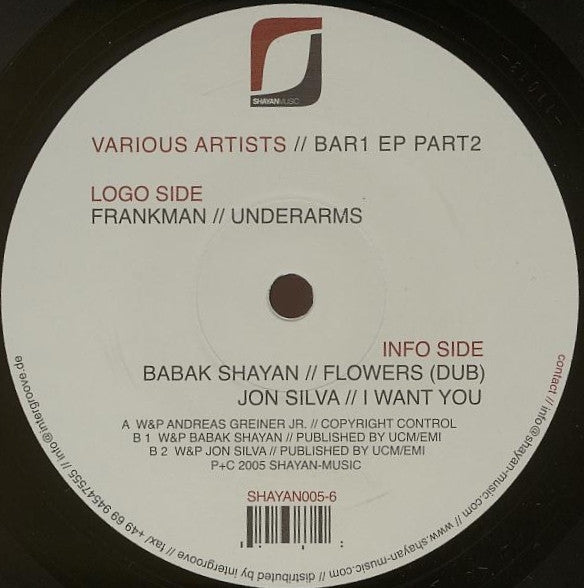 SHAYANMUSIC
VARIOUS ARTISTS // BAR1 EP PART2
LOGO SIDE
FRANKMAN // UNDERARMS
INFO SIDE
BABAK SHAYAN // FLOWERS (DUB)
JON SILVA // I WANT YOU
A W&P ANDREAS GREINER JR. // COPYRIGHT CONTROL
B 1 W&P BABAK SHAYAN // PUBLISHED BY UCM/EMI
B 2 W&P JON SILVA // PUBLISHED BY UCM/EMI
P+C 2005 SHAYAN-MUSIC
SHAYAN005-6
contact // info@shayan-music.com // www.shayan-music.com // distributed by intergroove // fax/ +49 69 94547555 // info@intergroove.de